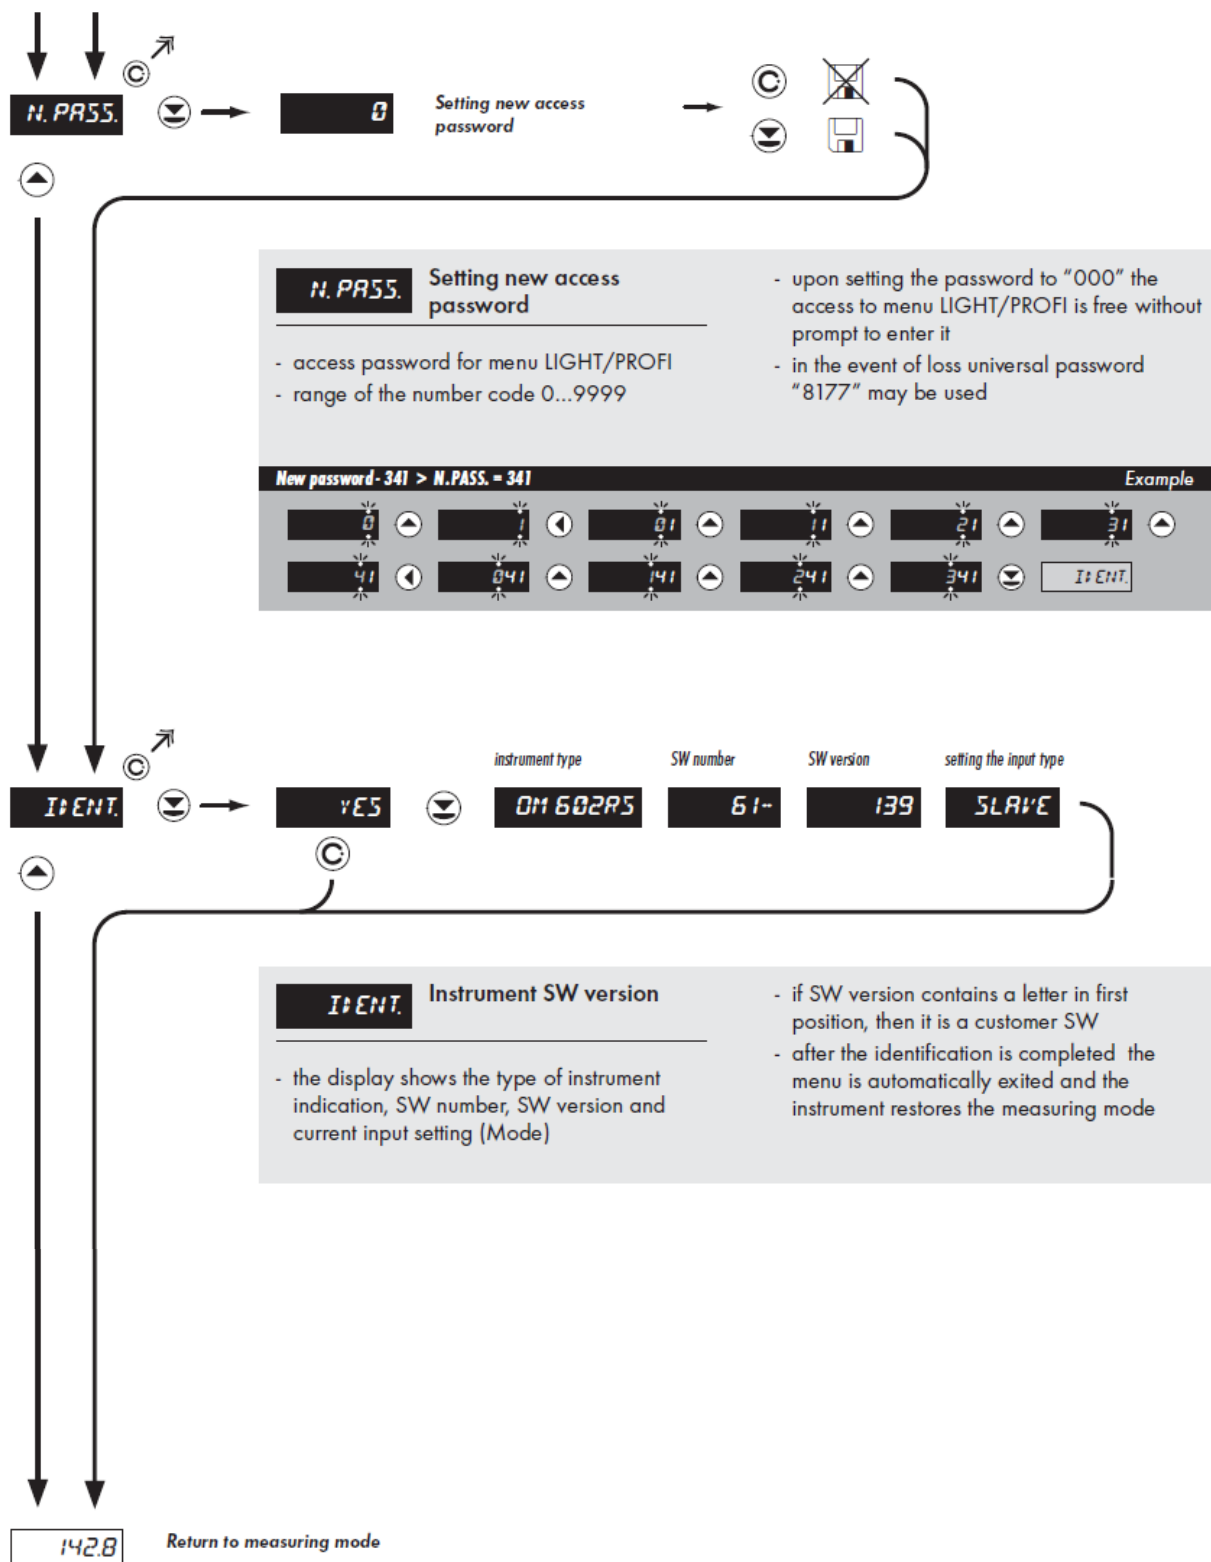 N. PASS.
0
Setting new access
password
N. PASS.
Setting new access
password
- access password for menu LIGHT/PROFI
- range of the number code 0...9999
- upon setting the password to “000” the
access to menu LIGHT/PROFI is free without
prompt to enter it
- in the event of loss universal password
“8177” may be used
New password - 341 > N.PASS. = 341
Example
0 1 01 11 21 31
41 041 141 241 341 IDENT.
instrument type SW number SW version setting the input type
IDENT. YES OM 602RS 61-- 139 SLAVE
IDENT.
Instrument SW version
- the display shows the type of instrument
indication, SW number, SW version and
current input setting (Mode)
- if SW version contains a letter in first
position, then it is a customer SW
- after the identification is completed the
menu is automatically exited and the
instrument restores the measuring mode
142.8
Return to measuring mode